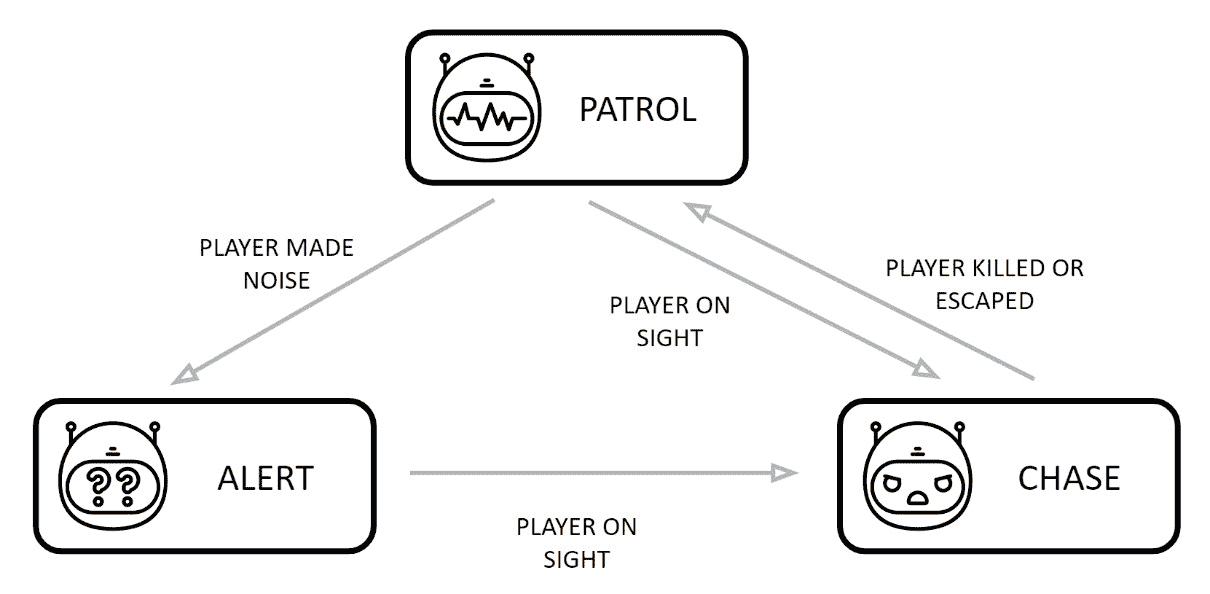 PATROL
PLAYER MADE
NOISE
PLAYER ON
SIGHT
PLAYER KILLED OR
ESCAPED
ALERT
CHASE
PLAYER ON
SIGHT